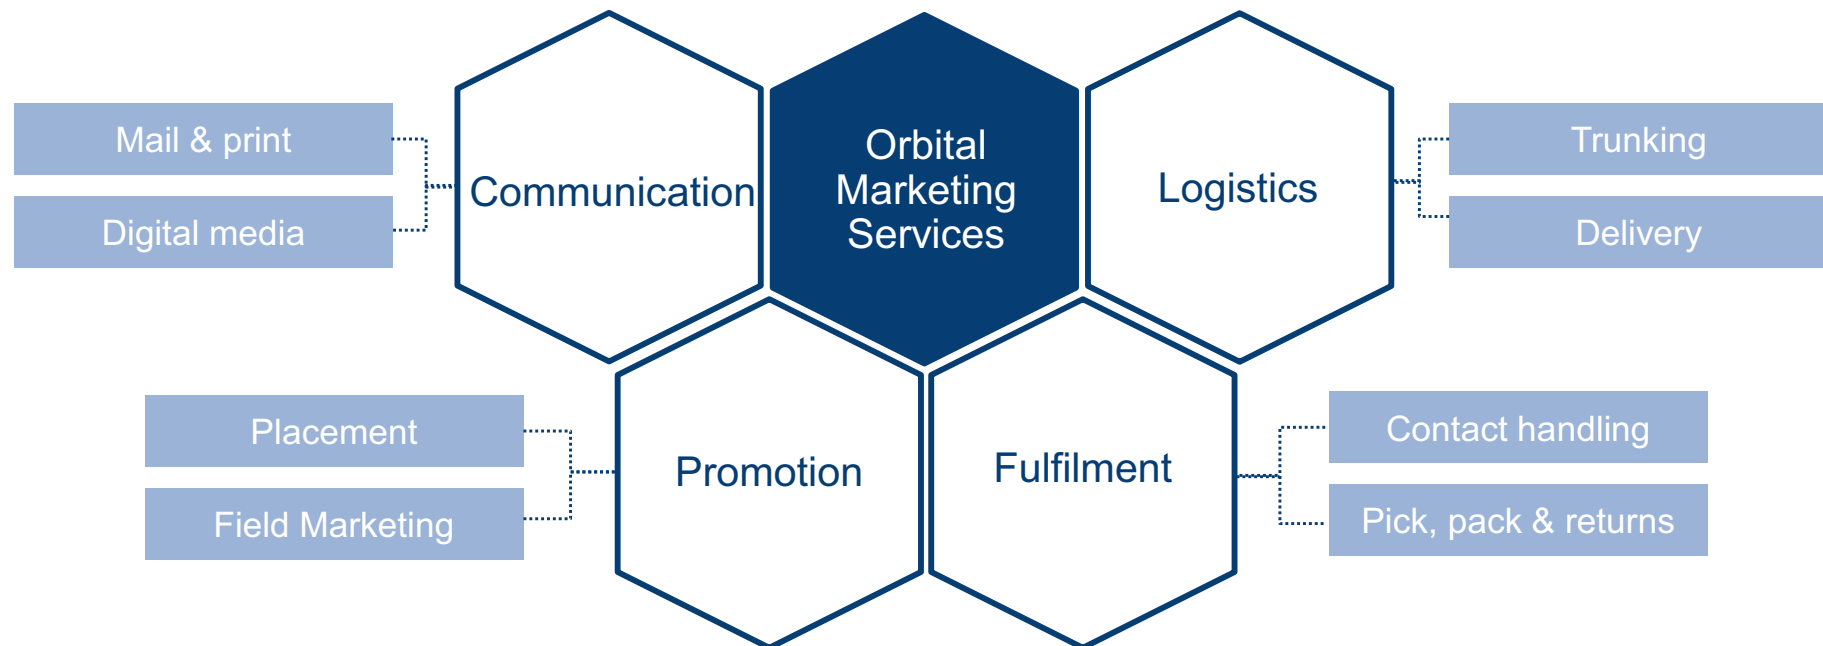 Mail & print
Digital media
Communication
Orbital
Marketing
Services
Logistics
Trunking
Delivery
Placement
Field Marketing
Promotion
Fulfilment
Contact handling
Pick, pack & returns